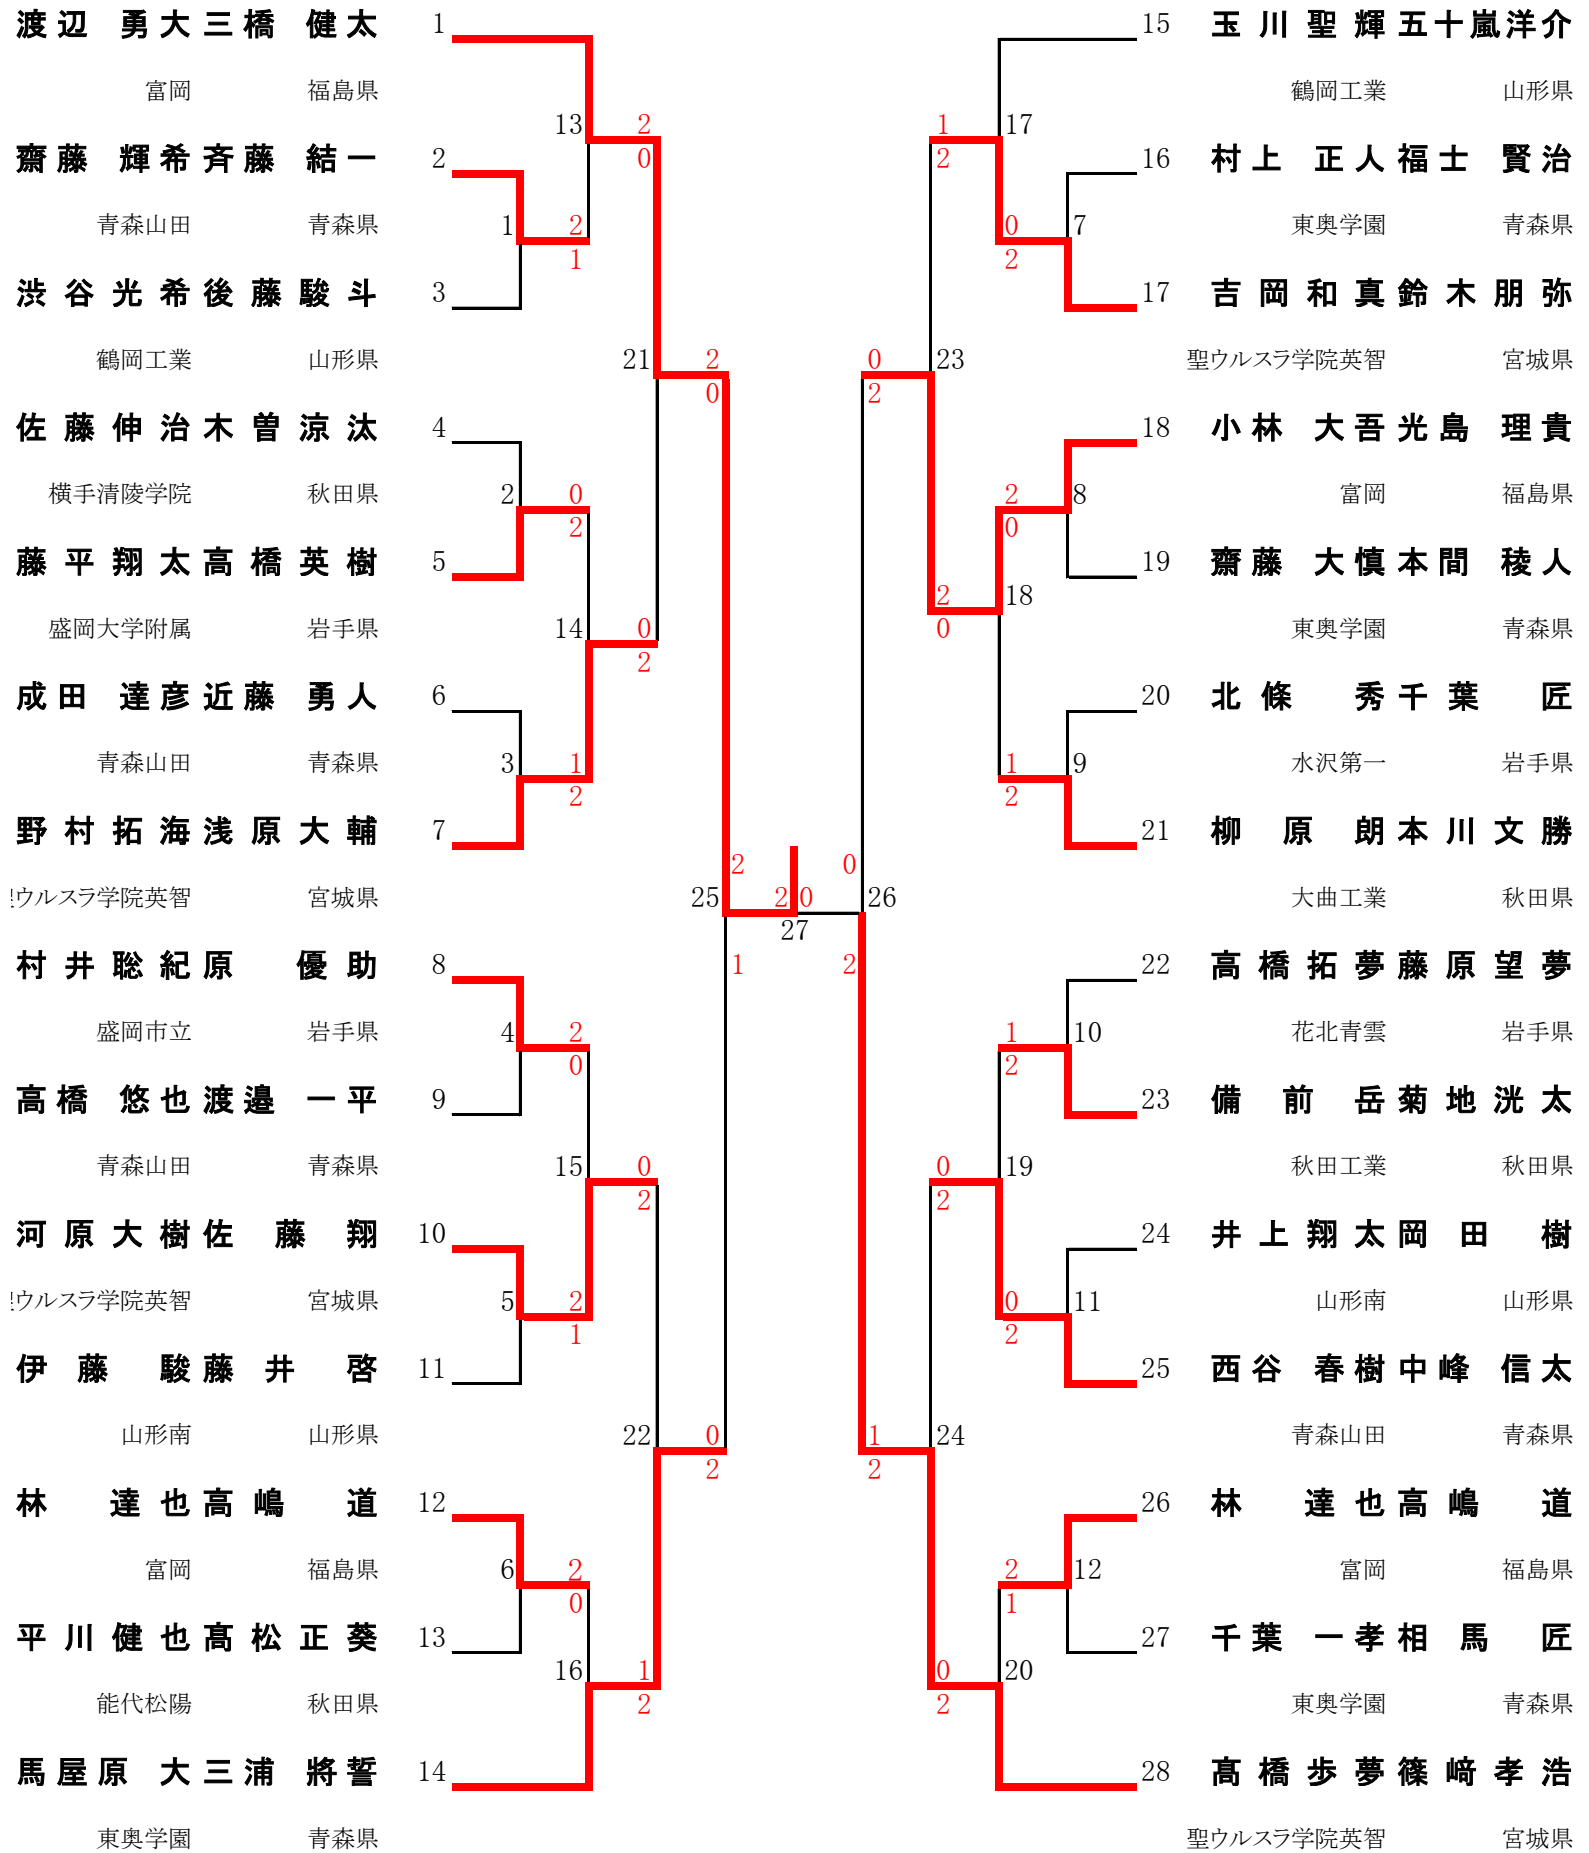 渡辺 勇大 三橋 健太 1
富岡 福島県
齋藤 輝希 斉藤 結一 2
青森山田 青森県
渋谷光希 後藤駿斗 3
鶴岡工業 山形県
佐藤伸治 木曽涼汰 4
横手清陵学院 秋田県
藤平翔太 高橋英樹 5
盛岡大学附属 岩手県
成田 達彦 近藤 勇人 6
青森山田 青森県
野村拓海 浅原大輔 7
ウルスラ学院英智 宮城県
村井聡紀 原 優助 8
盛岡市立 岩手県
高橋 悠也 渡邉 一平 9
青森山田 青森県
河原大樹 佐藤 翔 10
ウルスラ学院英智 宮城県
伊藤 駿 藤井 啓 11
山形南 山形県
林 達也 高嶋 道 12
富岡 福島県
平川健也 髙松正葵 13
能代松陽 秋田県
馬屋原 大 三浦 將誓 14
東奥学園 青森県
1 2 1
2 0 2
3 1 2
4 2 0
5 2 1
6 2 0
13 2 0
14 0 2
15 0 2
16 1 2
21 2 0
22 0 2
25 2 1
2 0
27
26 0 2
23 0 2
24 1 2
17 1 2
18 2 0
19 0 2
20 0 2
7 0 2
8 2 0
9 1 2
10 1 2
11 0 2
12 2 1
15 玉川聖輝 五十嵐洋介
鶴岡工業 山形県
16 村上 正人 福士 賢治
東奥学園 青森県
17 吉岡和真 鈴木朋弥
聖ウルスラ学院英智 宮城県
18 小林 大吾 光島 理貴
富岡 福島県
19 齋藤 大慎 本間 稜人
東奥学園 青森県
20 北條 秀 千葉 匠
水沢第一 岩手県
21 柳原 朗 本川文勝
大曲工業 秋田県
22 高橋拓夢 藤原望夢
花北青雲 岩手県
23 備前 岳 菊地洸太
秋田工業 秋田県
24 井上翔太 岡田 樹
山形南 山形県
25 西谷 春樹 中峰 信太
青森山田 青森県
26 林 達也 高嶋 道
富岡 福島県
27 千葉 一孝 相馬 匠
東奥学園 青森県
28 髙橋歩夢 篠﨑孝浩
聖ウルスラ学院英智 宮城県